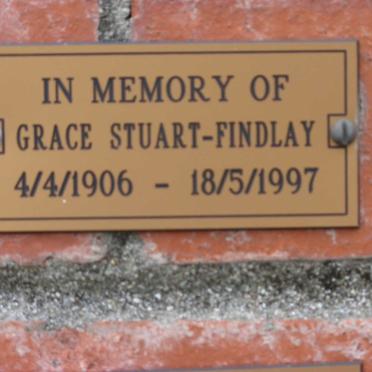 IN MEMORY OF
GRACE STUART-FINDLAY
4/4/1906 - 18/5/1997